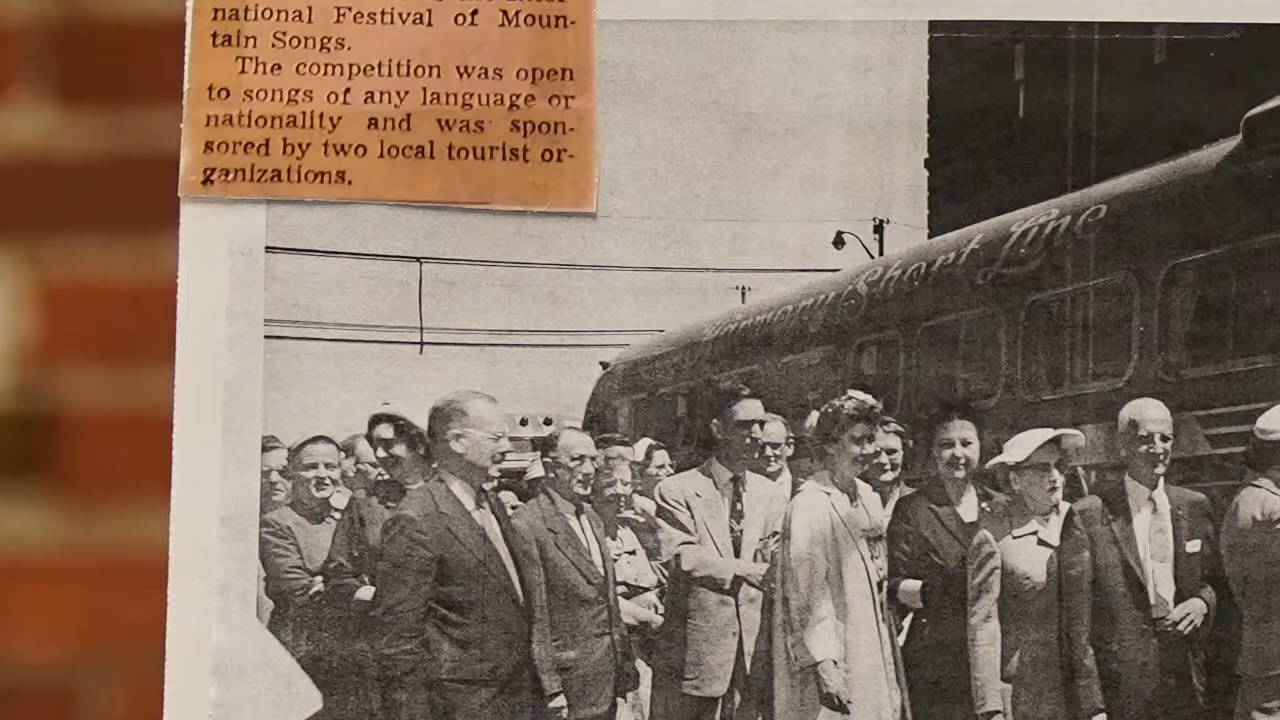 national Festival of Moun-
tain Songs.
The competition was open
to songs of any language or
nationality and was spon-
sored by two local tourist or-
ganizations.
Short Line